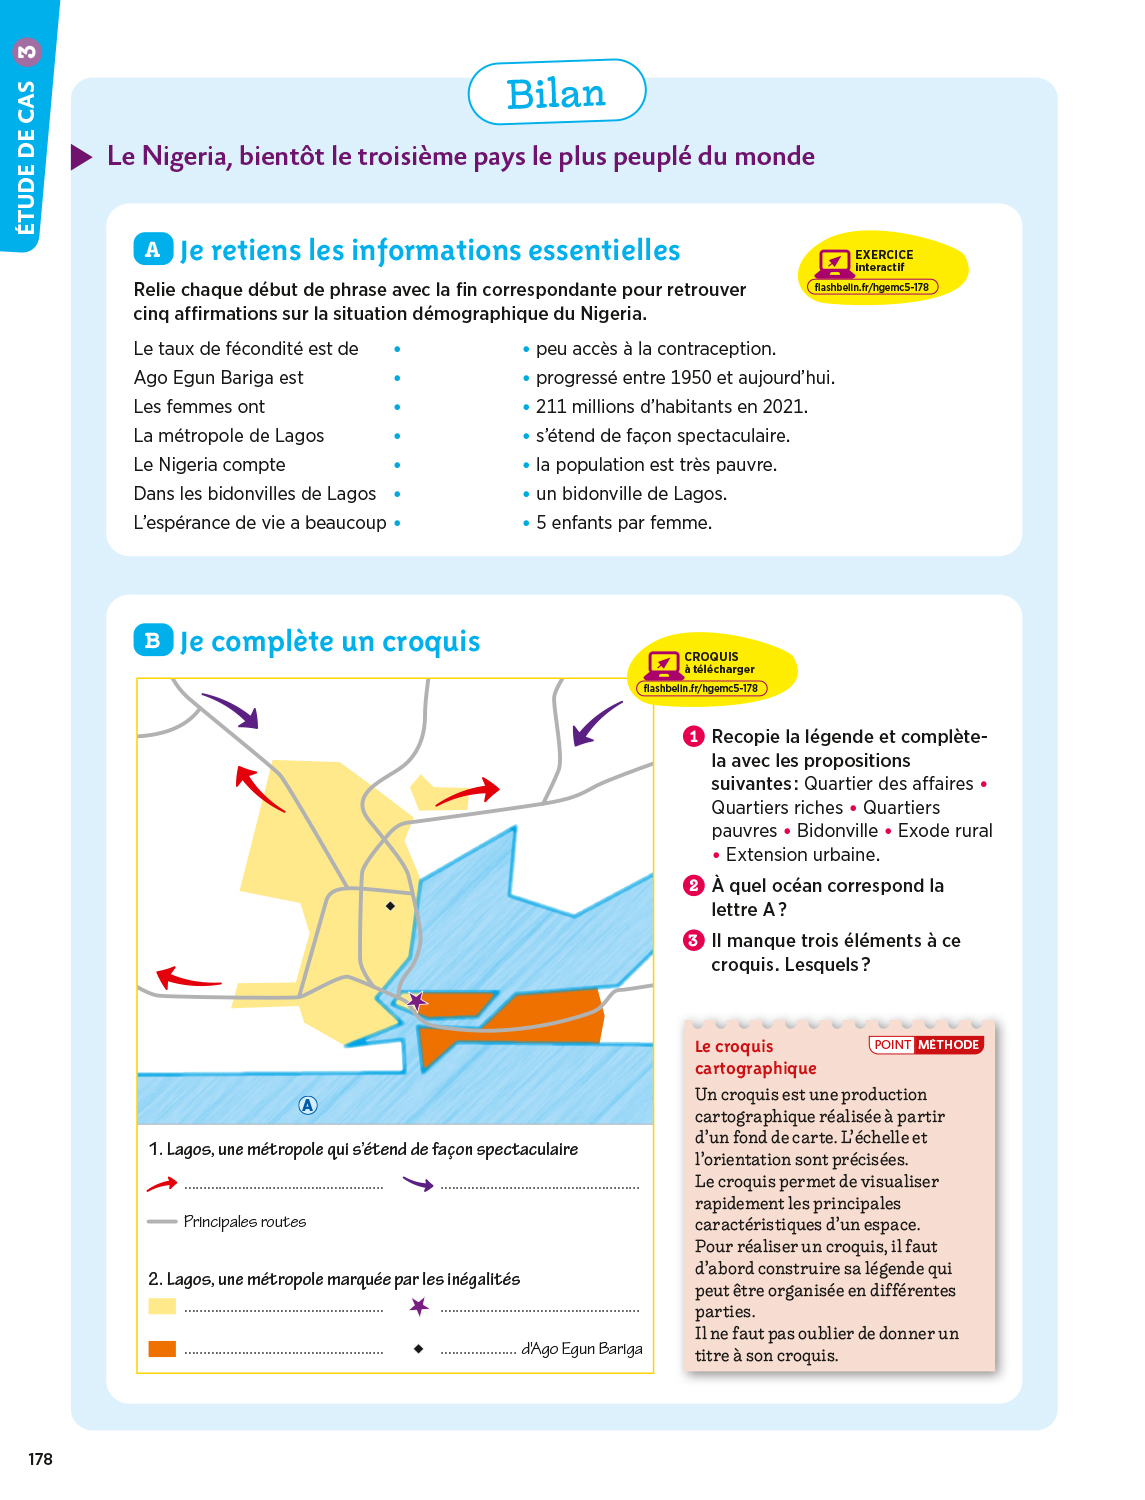 ÉTUDE DE CAS 3
Bilan
Le Nigeria, bientôt le troisième pays le plus peuplé du monde
A Je retiens les informations essentielles
EXERCICE
interactif
flashbelin.fr/hgemc5-178
Relie chaque début de phrase avec la fin correspondante pour retrouver
cinq affirmations sur la situation démographique du Nigeria.
Le taux de fécondité est de • • peu accès à la contraception.
Ago Egun Bariga est • • progressé entre 1950 et aujourd'hui.
Les femmes ont • • 211 millions d'habitants en 2021.
La métropole de Lagos • • s'étend de façon spectaculaire.
Le Nigeria compte • • la population est très pauvre.
Dans les bidonvilles de Lagos • • un bidonville de Lagos.
L'espérance de vie a beaucoup • • 5 enfants par femme.
B Je complète un croquis
CROQUIS
à télécharger
flashbelin.fr/hgemc5-178
A
1. Lagos, une métropole qui s'étend de façon spectaculaire
Principales routes
2. Lagos, une métropole marquée par les inégalités
d'Ago Egun Bariga
1 Recopie la légende et complète-
la avec les propositions
suivantes : Quartier des affaires •
Quartiers riches • Quartiers
pauvres • Bidonville • Exode rural
• Extension urbaine.
2 À quel océan correspond la
lettre A ?
3 Il manque trois éléments à ce
croquis. Lesquels ?
POINT MÉTHODE
Le croquis
cartographique
Un croquis est une production
cartographique réalisée à partir
d'un fond de carte. L'échelle et
l'orientation sont précisées.
Le croquis permet de visualiser
rapidement les principales
caractéristiques d'un espace.
Pour réaliser un croquis, il faut
d'abord construire sa légende qui
peut être organisée en différentes
parties.
Il ne faut pas oublier de donner un
titre à son croquis.
178